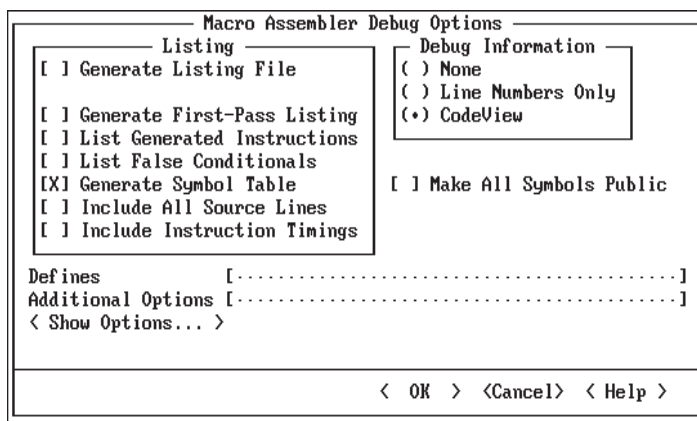 Macro Assembler Debug Options
Listing
Debug Information
[ ] Generate Listing File
( ) None
( ) Line Numbers Only
[ ] Generate First-Pass Listing
(•) CodeView
[ ] List Generated Instructions
[ ] List False Conditionals
[X] Generate Symbol Table
[ ] Make All Symbols Public
[ ] Include All Source Lines
[ ] Include Instruction Timings
Defines [............................................]
Additional Options [............................................]
< Show Options... >
< OK > <Cancel> < Help >